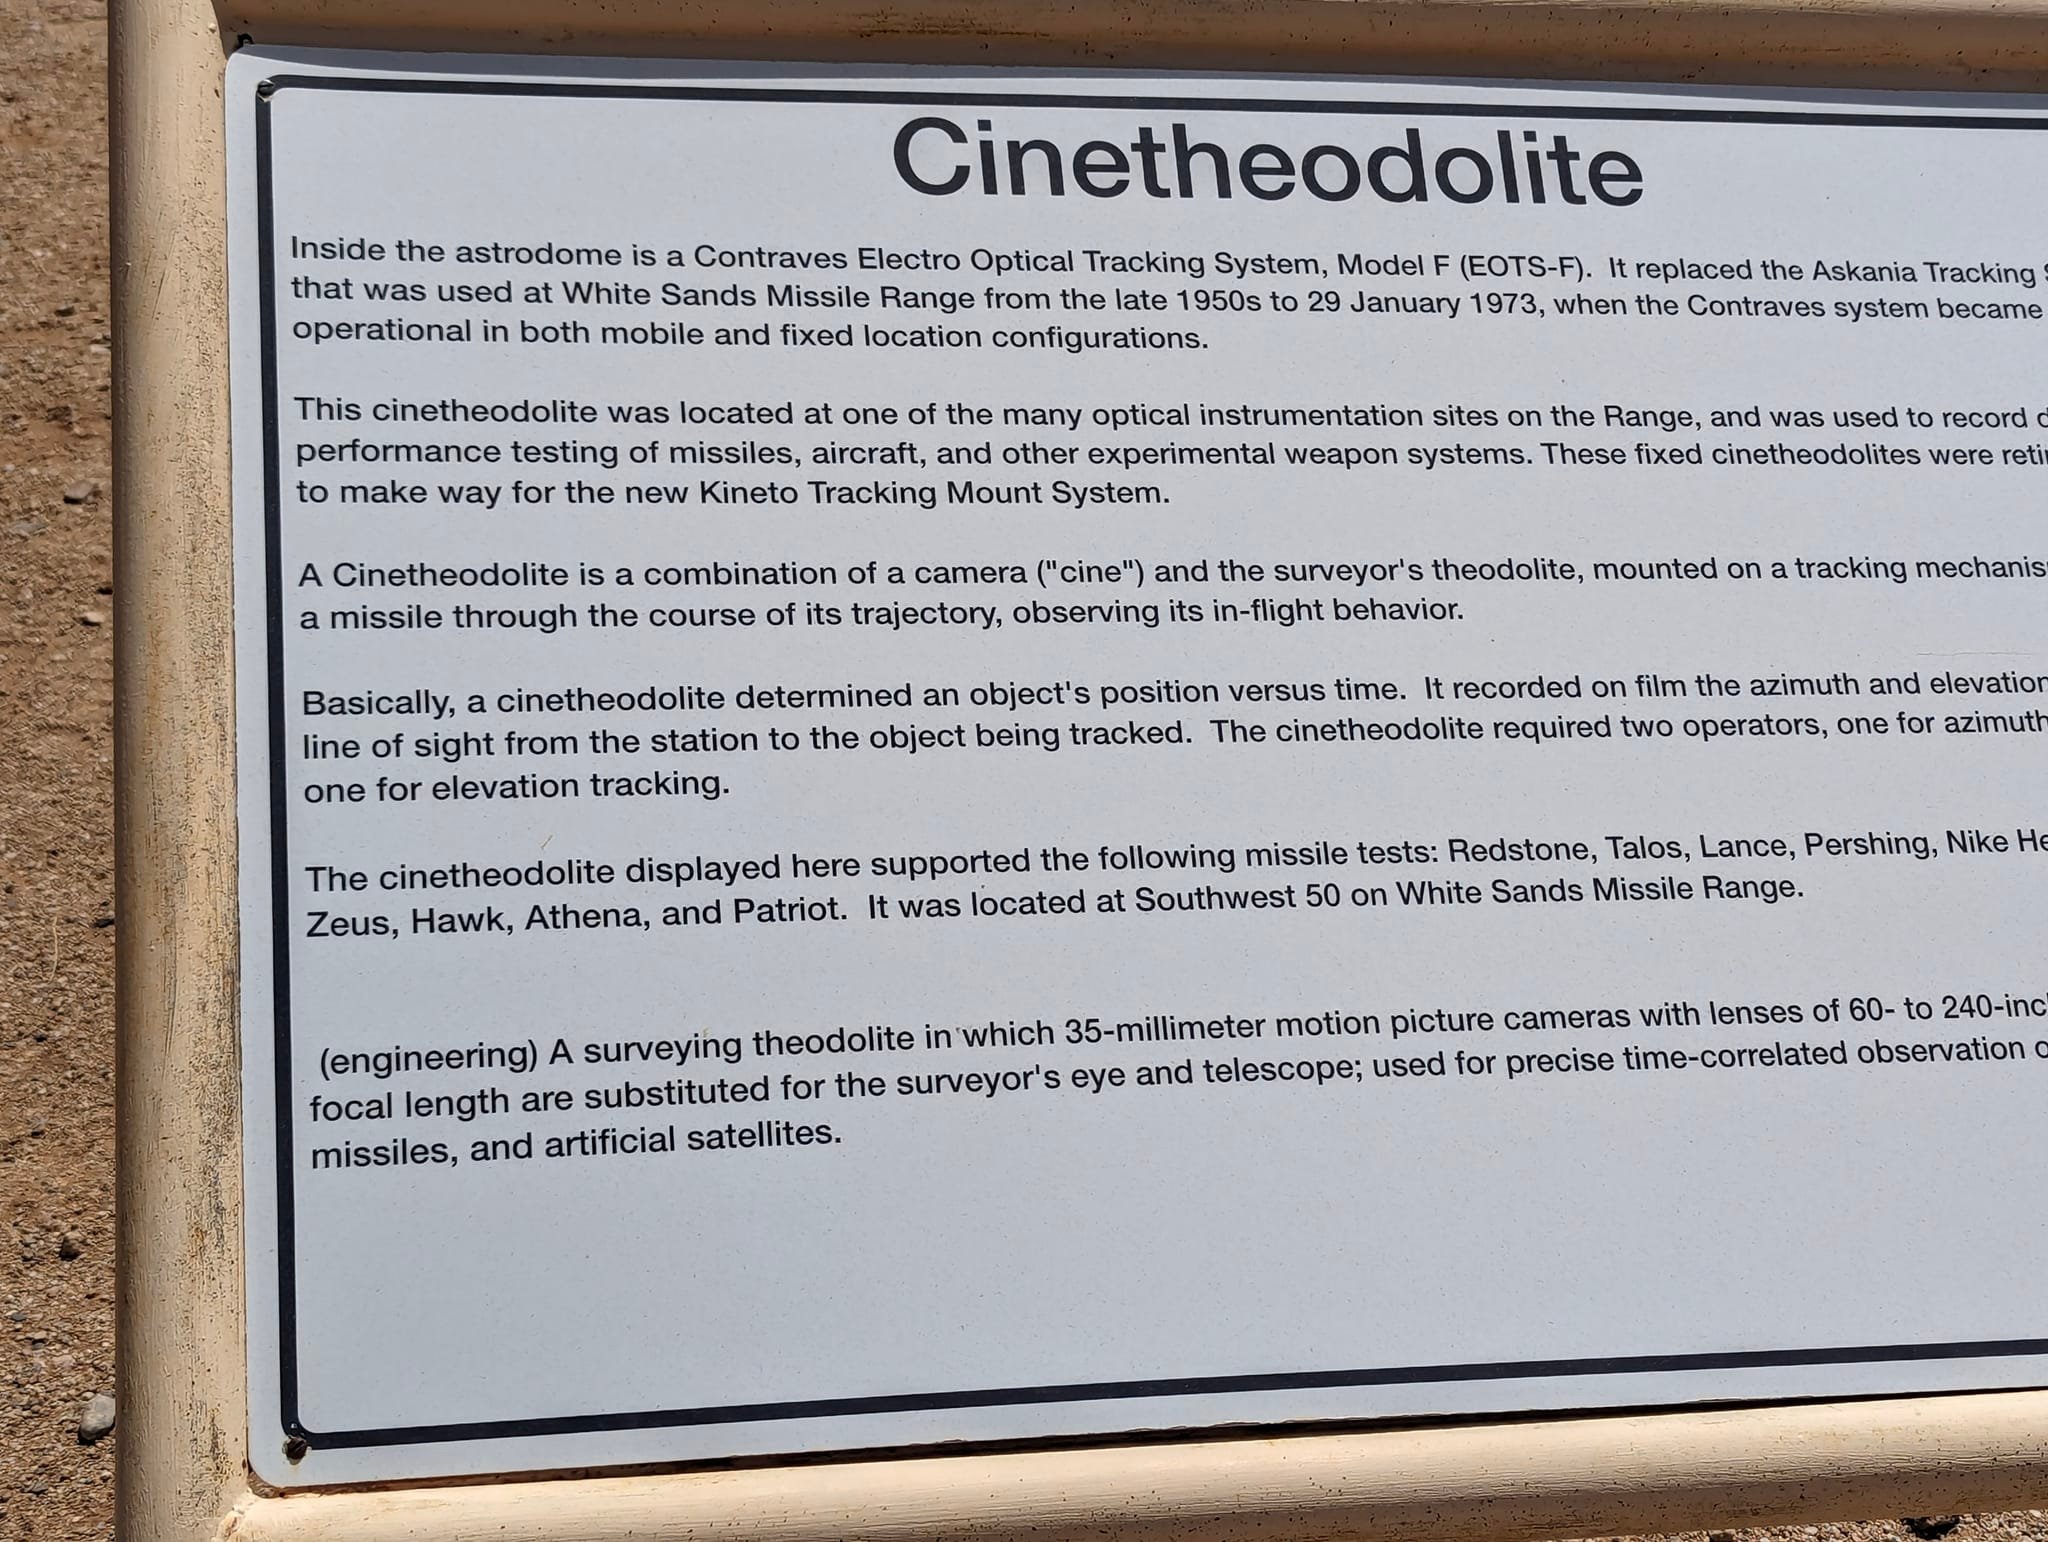 Cinetheodolite
Inside the astrodome is a Contraves Electro Optical Tracking System, Model F (EOTS-F). It replaced the Askania Tracking
that was used at White Sands Missile Range from the late 1950s to 29 January 1973, when the Contraves system became
operational in both mobile and fixed location configurations.
This cinetheodolite was located at one of the many optical instrumentation sites on the Range, and was used to record
performance testing of missiles, aircraft, and other experimental weapon systems. These fixed cinetheodolites were
to make way for the new Kineto Tracking Mount System.
A Cinetheodolite is a combination of a camera ("cine") and the surveyor's theodolite, mounted on a tracking
a missile through the course of its trajectory, observing its in-flight behavior.
Basically, a cinetheodolite determined an object's position versus time. It recorded on film the azimuth and elevation
line of sight from the station to the object being tracked. The cinetheodolite required two operators, one for azimuth
one for elevation tracking.
The cinetheodolite displayed here supported the following missile tests: Redstone, Talos, Lance, Pershing, Nike
Zeus, Hawk, Athena, and Patriot. It was located at Southwest 50 on White Sands Missile Range.
(engineering) A surveying theodolite in which 35-millimeter motion picture cameras with lenses of 60- to
focal length are substituted for the surveyor's eye and telescope; used for precise time-correlated observation
missiles, and artificial satellites.